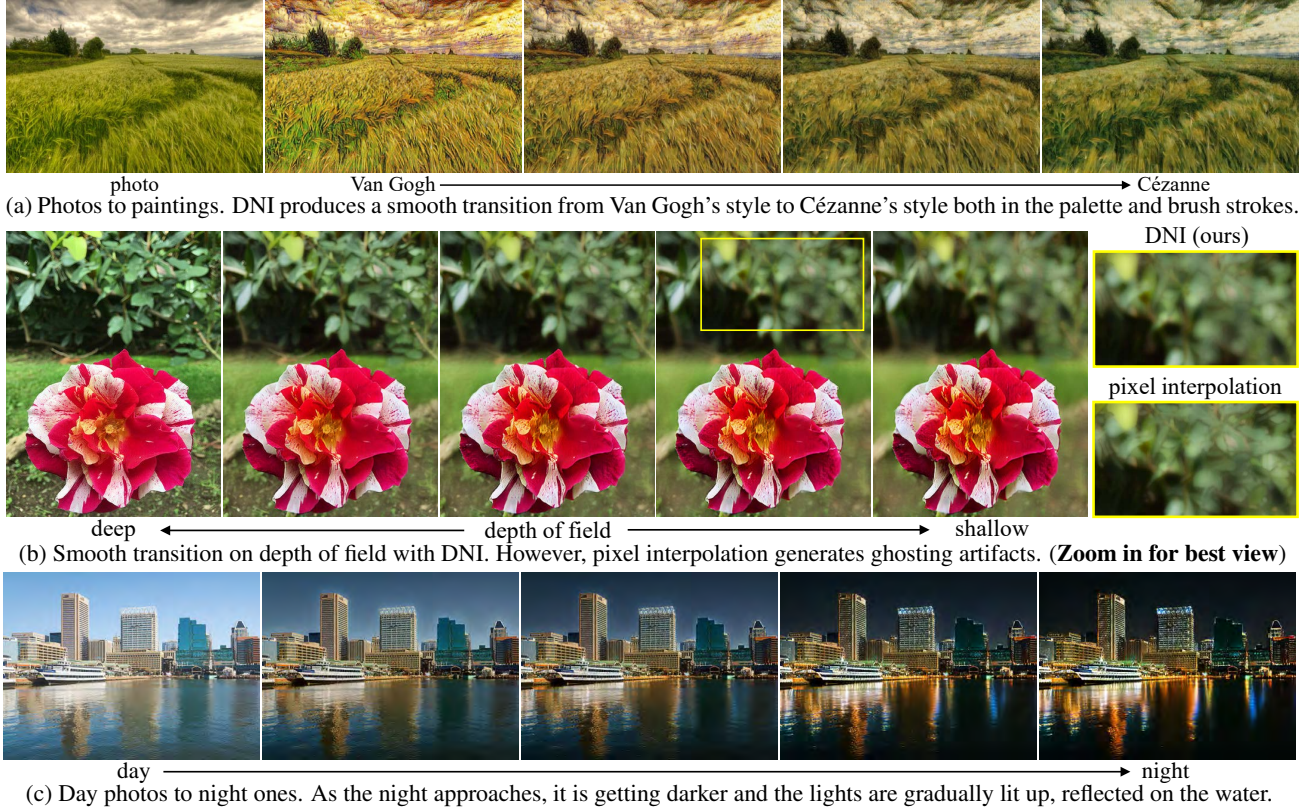 photo
Van Gogh
Cézanne
(a) Photos to paintings. DNI produces a smooth transition from Van Gogh's style to Cézanne's style both in the palette and brush strokes.
DNI (ours)
pixel interpolation
deep
depth of field
shallow
(b) Smooth transition on depth of field with DNI. However, pixel interpolation generates ghosting artifacts. (Zoom in for best view)
day
night
(c) Day photos to night ones. As the night approaches, it is getting darker and the lights are gradually lit up, reflected on the water.